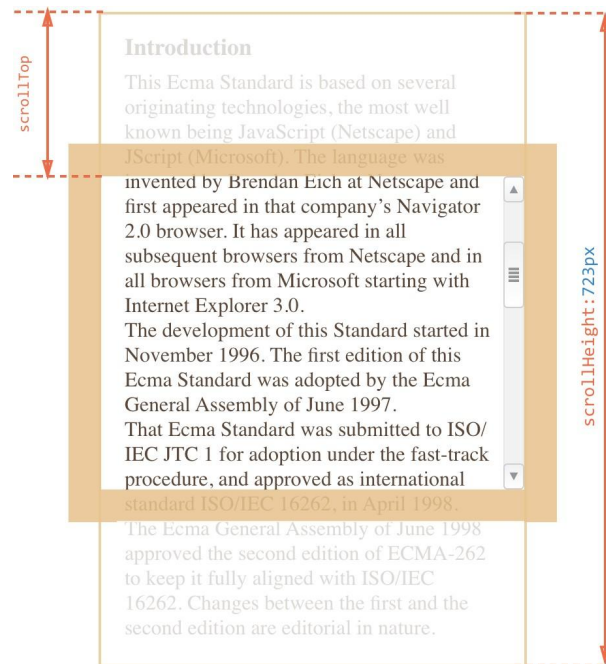 scrollTop
Introduction
This Ecma Standard is based on several
originating technologies, the most well
known being JavaScript (Netscape) and
JScript (Microsoft). The language was
invented by Brendan Eich at Netscape and
first appeared in that company’s Navigator
2.0 browser. It has appeared in all
subsequent browsers from Netscape and in
all browsers from Microsoft starting with
Internet Explorer 3.0.
The development of this Standard started in
November 1996. The first edition of this
Ecma Standard was adopted by the Ecma
General Assembly of June 1997.
That Ecma Standard was submitted to ISO/
IEC JTC 1 for adoption under the fast-track
procedure, and approved as international
standard ISO/IEC 16262, in April 1998.
The Ecma General Assembly of June 1998
approved the second edition of ECMA-262
to keep it fully aligned with ISO/IEC
16262. Changes between the first and the
second edition are editorial in nature.
scrollHeight:723px